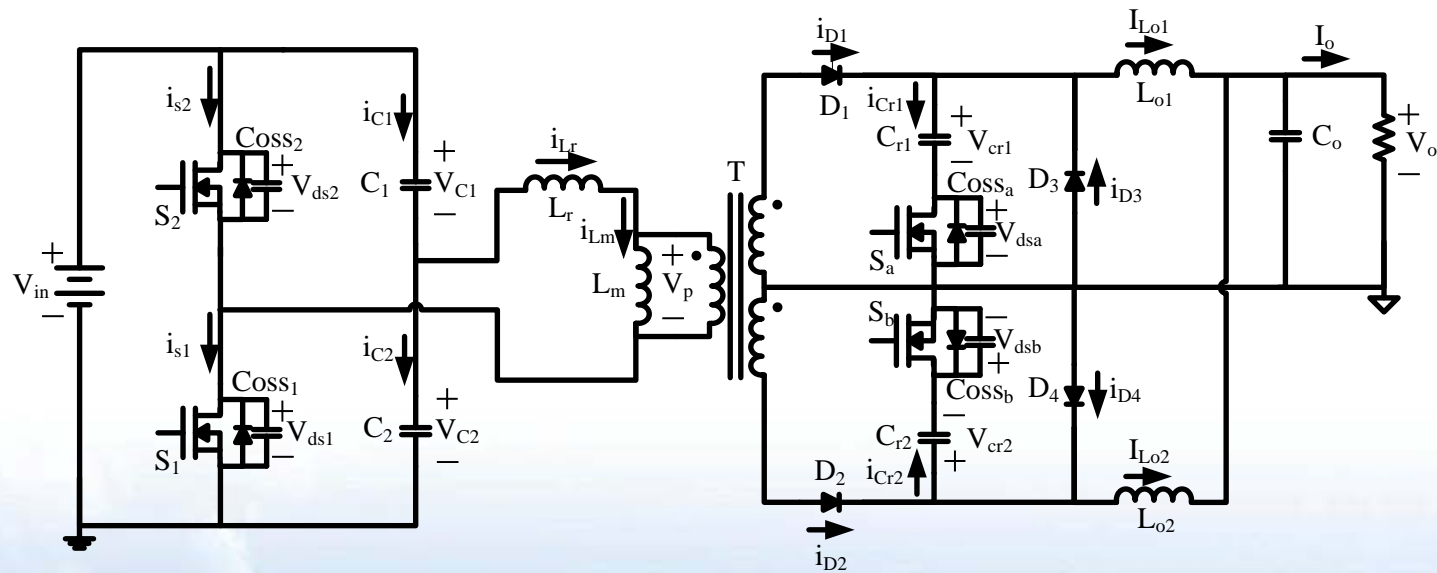 i_D1
I_Lo1
I_o
D_1
L_o1
i_s2
i_C1
i_Cr1
C_r1
+
V_cr1
−
C_o
+
V_o
−
Coss_2
+
V_ds2
−
S_2
C_1
+
V_C1
−
i_Lr
L_r
T
Coss_a
+
V_dsa
−
S_a
D_3
i_D3
+
V_in
−
i_Lm
L_m
+
V_p
−
S_b
−
V_dsb
+
Coss_b
i_s1
i_C2
Coss_1
+
V_ds1
−
S_1
C_2
+
V_C2
−
D_4
i_D4
C_r2
−
V_cr2
+
i_Cr2
D_2
i_D2
I_Lo2
L_o2